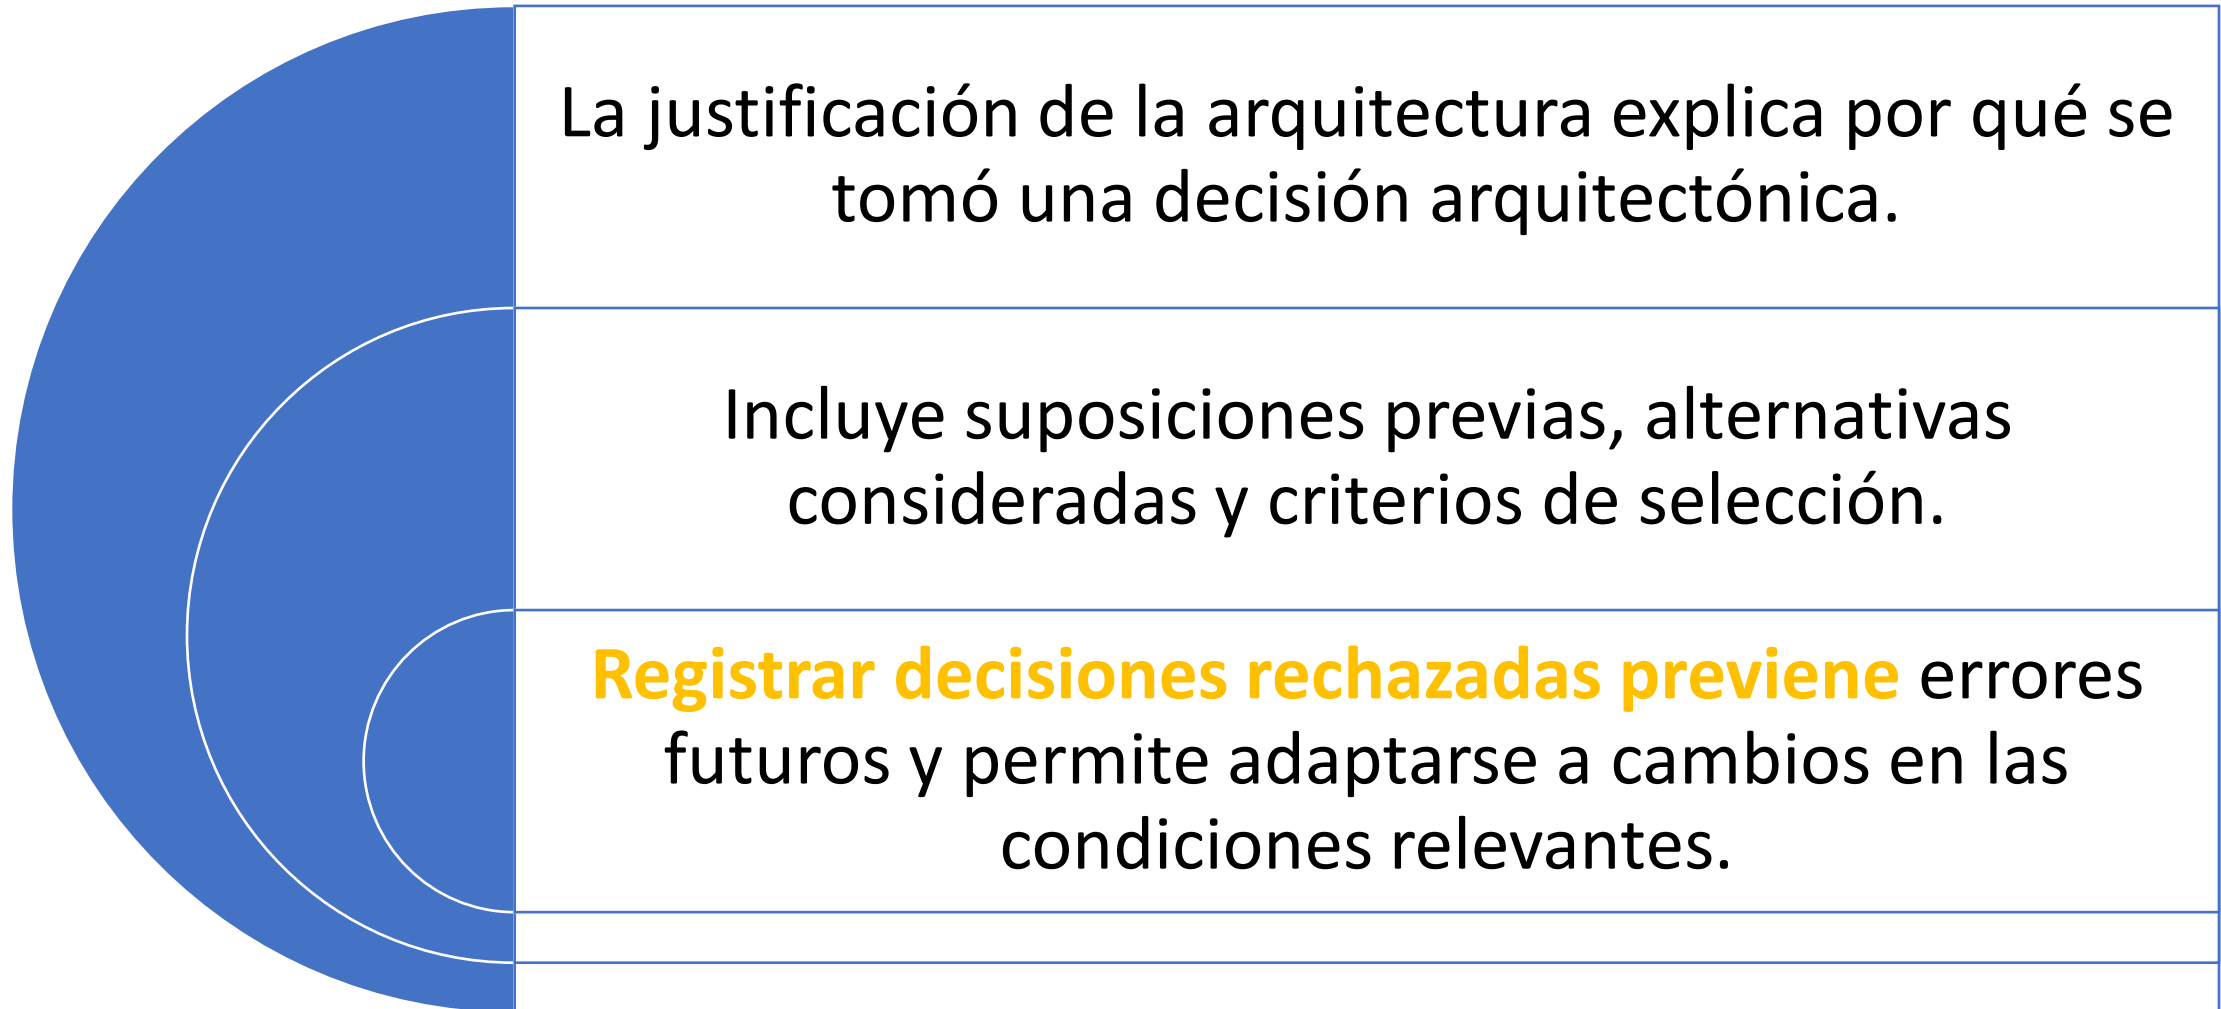 La justificación de la arquitectura explica por qué se
tomó una decisión arquitectónica.
Incluye suposiciones previas, alternativas
consideradas y criterios de selección.
Registrar decisiones rechazadas previene errores
futuros y permite adaptarse a cambios en las
condiciones relevantes.